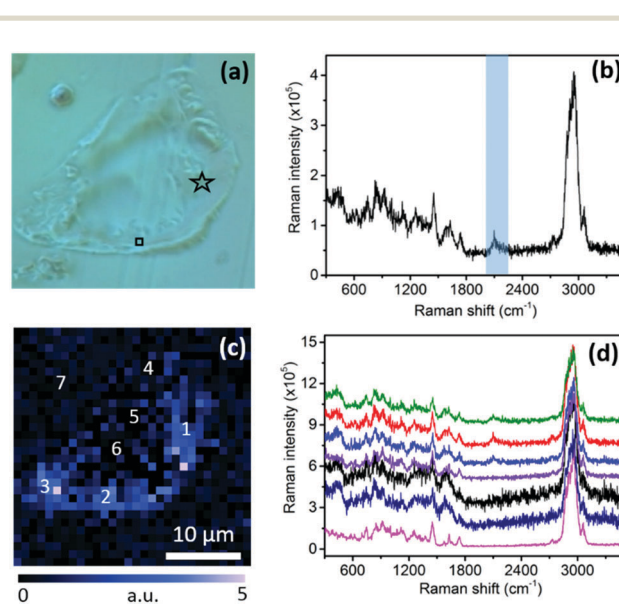 (a)
(b)
Raman intensity (x10⁵)
4
3
2
1
0
600 1200 1800 2400 3000
Raman shift (cm⁻¹)
(c)
4
7
5
1
6
3
2
10 µm
0 a.u. 5
(d)
Raman intensity (x10⁵)
15
12
9
6
3
0
600 1200 1800 2400 3000
Raman shift (cm⁻¹)